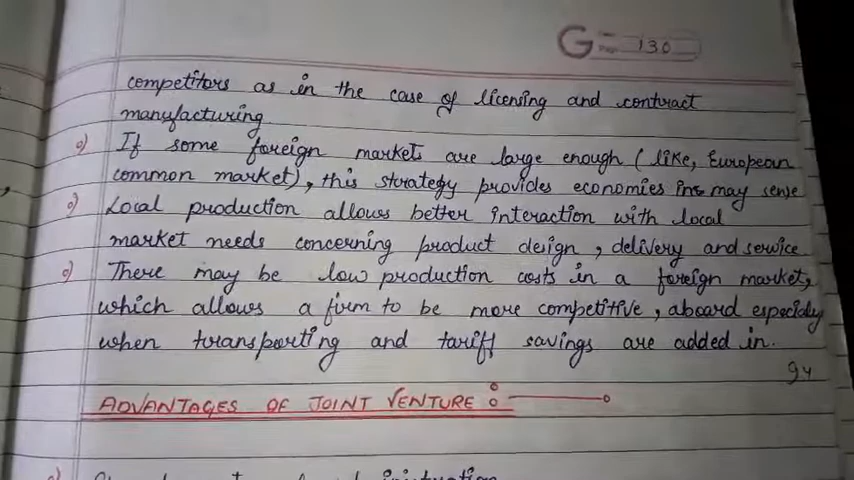 G= 130
competitors as in the case of licensing and contract
manufacturing
o) If some foreign markets are large enough (like, European
common market), this strategy provides economies in may sense
o) Local production allows better interaction with local
market needs concerning product deign, delivery and service
o) There may be low production costs in a foreign market,
which allows a firm to be more competitive, aboard especially
when transporting and tariff savings are added in.
94
ADVANTAGES OF JOINT VENTURE :